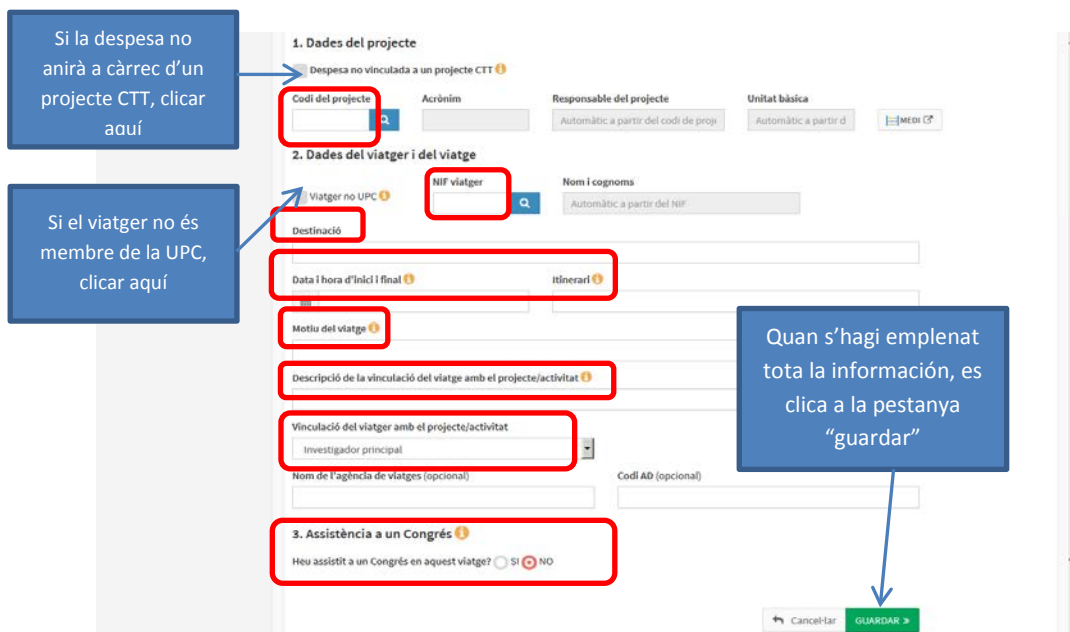 Si la despesa no
anirà a càrrec d'un
projecte CTT, clicar
aquí
1. Dades del projecte
Despesa no vinculada a un projecte CTT
Codi del projecte Acrònim Responsable del projecte Unitat bàsica
Automàtic a partir del codi de proje Automàtic a partir d MEDI
2. Dades del viatger i del viatge
Si el viatger no és
membre de la UPC,
clicar aquí
NIF viatger Nom i cognoms
Viatger no UPC Automàtic a partir del NIF
Destinació
Data i hora d'inici i final Itinerari
Motiu del viatge
Descripció de la vinculació del viatge amb el projecte/activitat
Vinculació del viatger amb el projecte/activitat
Investigador principal
Quan s'hagi emplenat
tota la información, es
clica a la pestanya
"guardar"
Nom de l'agència de viatges (opcional) Codi AD (opcional)
3. Assistència a un Congrés
Heu assistit a un Congrés en aquest viatge? SI NO
Cancel·lar GUARDAR »